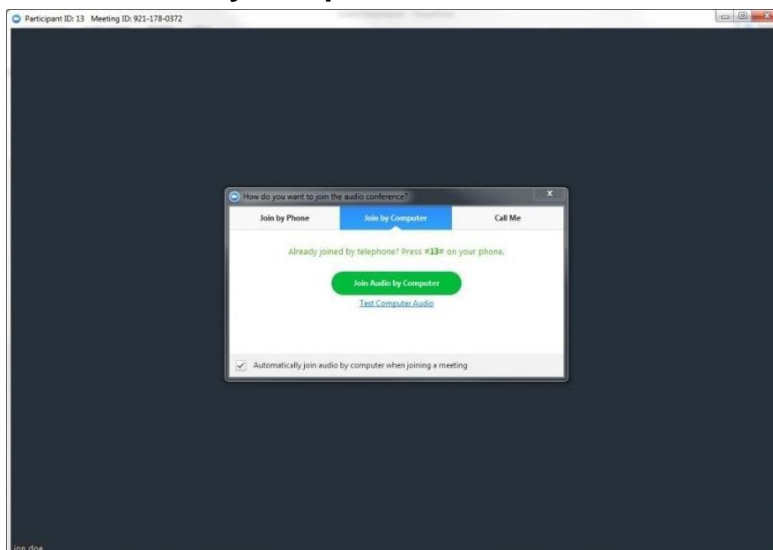 Participant ID: 13 Meeting ID: 921-178-0372
How do you want to join the audio conference?
Join by Phone
Join by Computer
Call Me
Already joined by telephone? Press #13# on your phone.
Join Audio by Computer
Test Computer Audio
Automatically join audio by computer when joining a meeting
jon doe